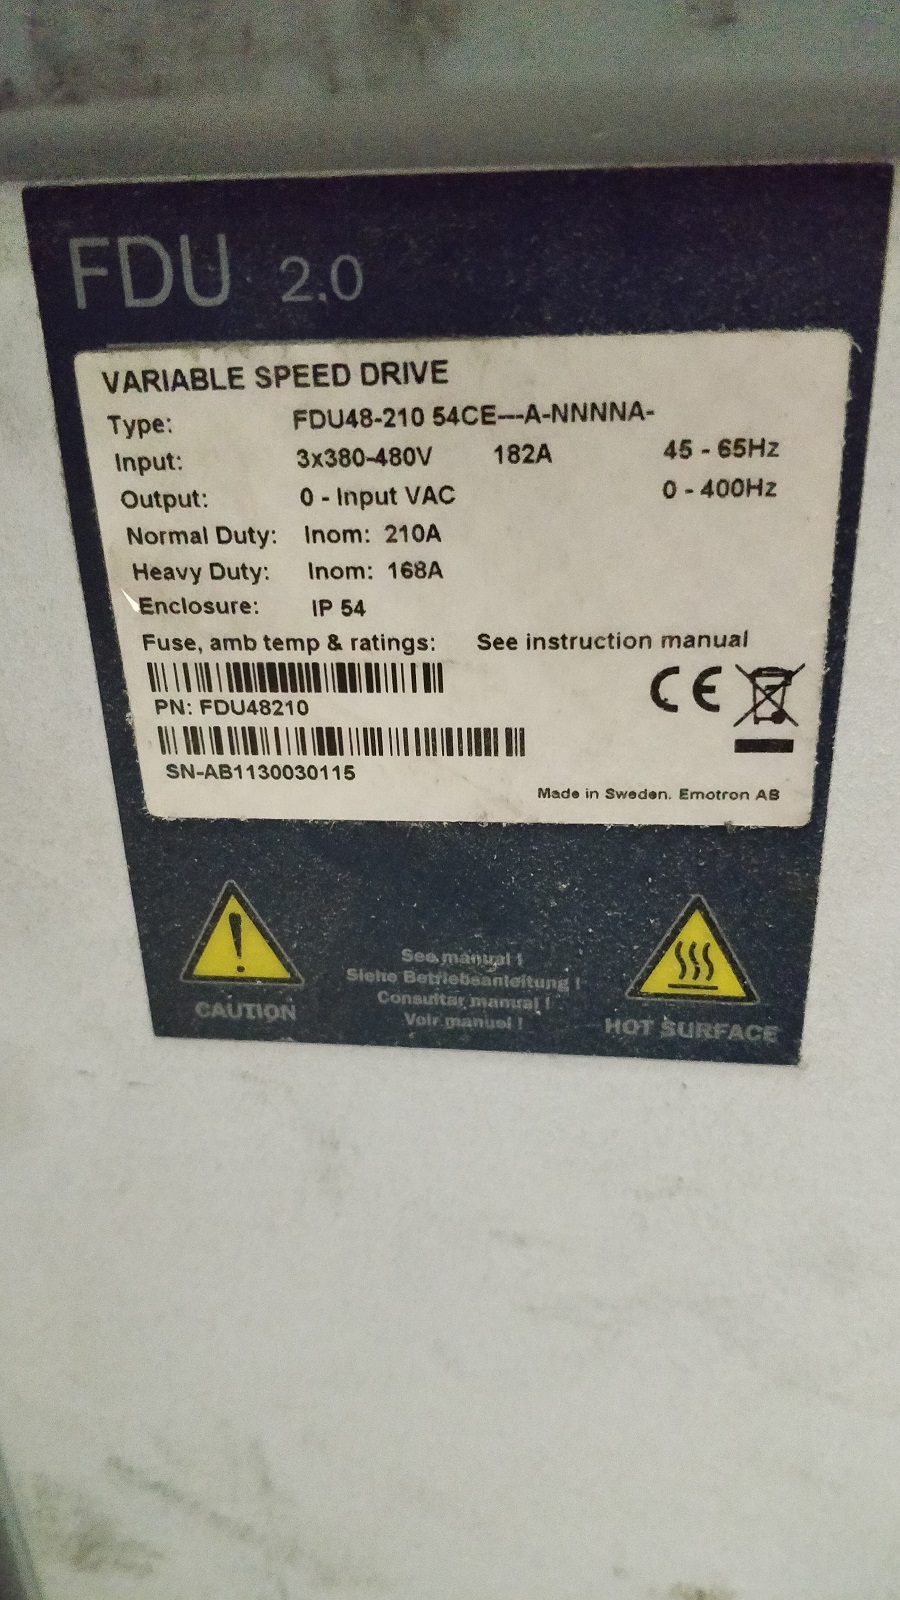 FDU 2.0
VARIABLE SPEED DRIVE
Type: FDU48-210 54CE---A-NNNNA-
Input: 3x380-480V 182A 45 - 65Hz
Output: 0 - Input VAC 0 - 400Hz
Normal Duty: Inom: 210A
Heavy Duty: Inom: 168A
Enclosure: IP 54
Fuse, amb temp & ratings: See instruction manual
PN: FDU48210
CE
SN-AB1130030115
Made in Sweden. Emotron AB
See manual !
Siehe Betriebsanleitung !
Consultar manual !
Voir manuel !
CAUTION
HOT SURFACE